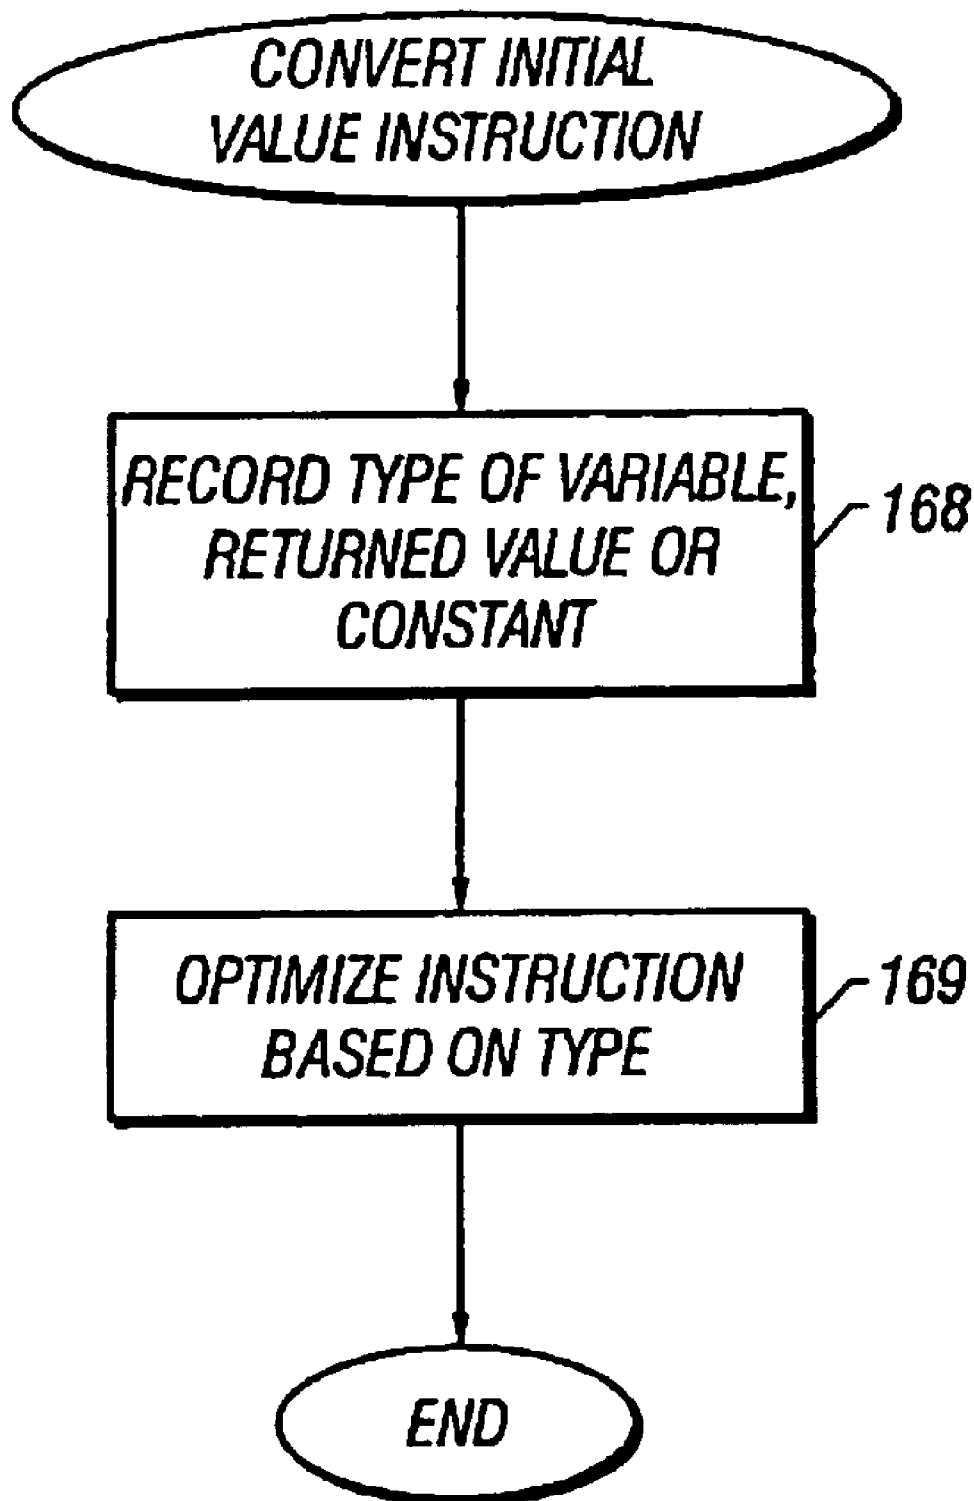 CONVERT INITIAL
VALUE INSTRUCTION
RECORD TYPE OF VARIABLE,
RETURNED VALUE OR
CONSTANT
168
OPTIMIZE INSTRUCTION
BASED ON TYPE
169
END